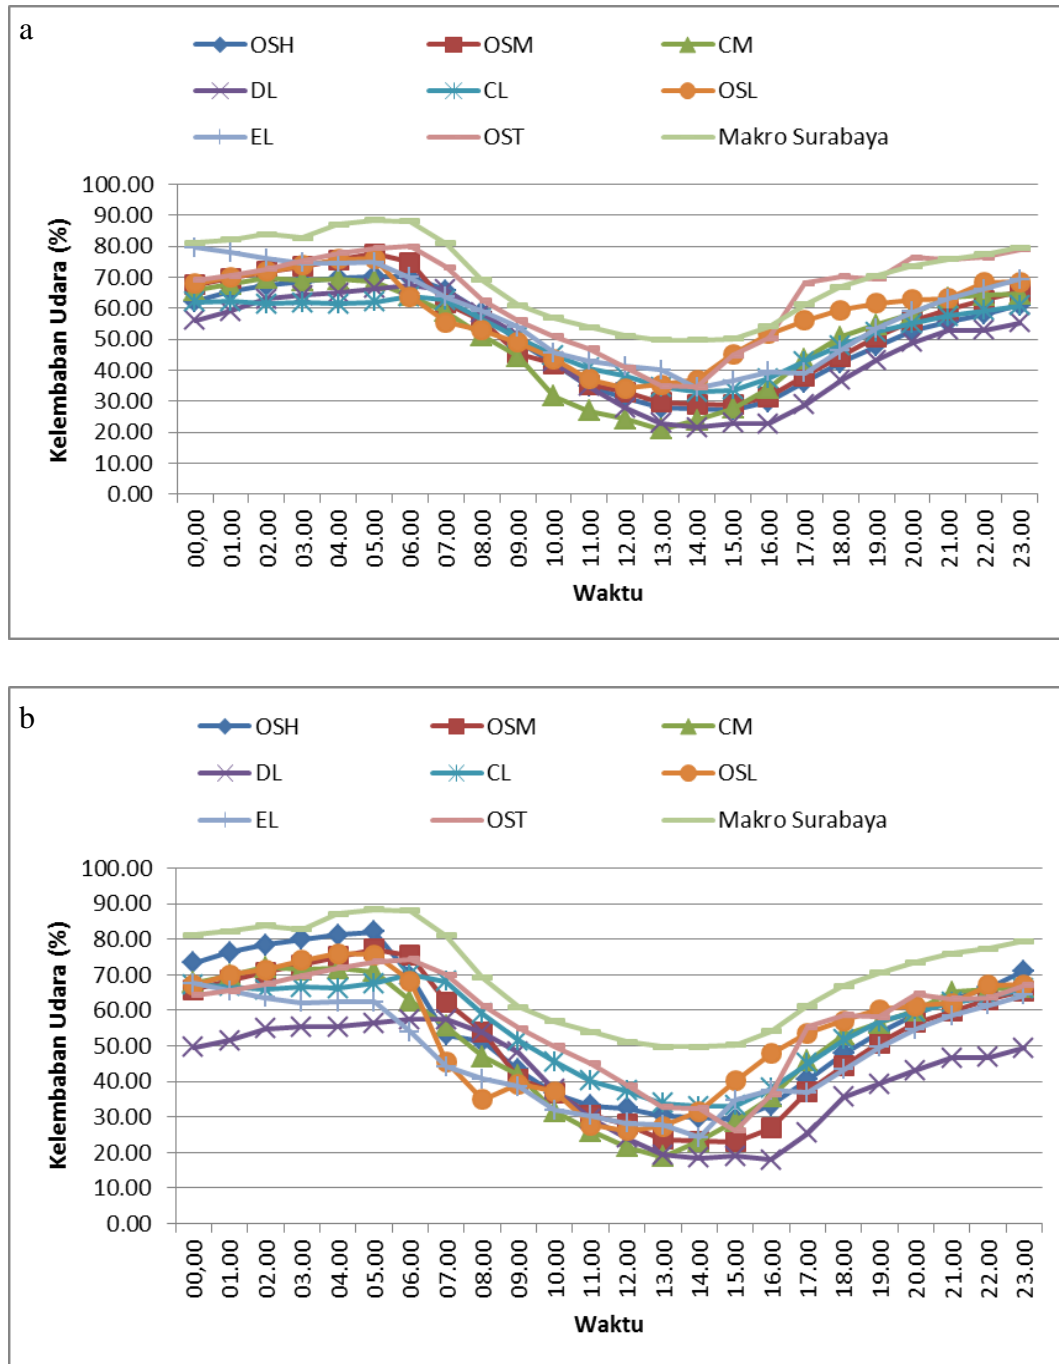 a
OSH OSM CM
DL CL OSL
EL OST Makro Surabaya
Kelembaban Udara (%)
100.00
90.00
80.00
70.00
60.00
50.00
40.00
30.00
20.00
10.00
0.00
00,00 01.00 02.00 03.00 04.00 05.00 06.00 07.00 08.00 09.00 10.00 11.00 12.00 13.00 14.00 15.00 16.00 17.00 18.00 19.00 20.00 21.00 22.00 23.00
Waktu
b
OSH OSM CM
DL CL OSL
EL OST Makro Surabaya
Kelembaban Udara (%)
100.00
90.00
80.00
70.00
60.00
50.00
40.00
30.00
20.00
10.00
0.00
00,00 01.00 02.00 03.00 04.00 05.00 06.00 07.00 08.00 09.00 10.00 11.00 12.00 13.00 14.00 15.00 16.00 17.00 18.00 19.00 20.00 21.00 22.00 23.00
Waktu